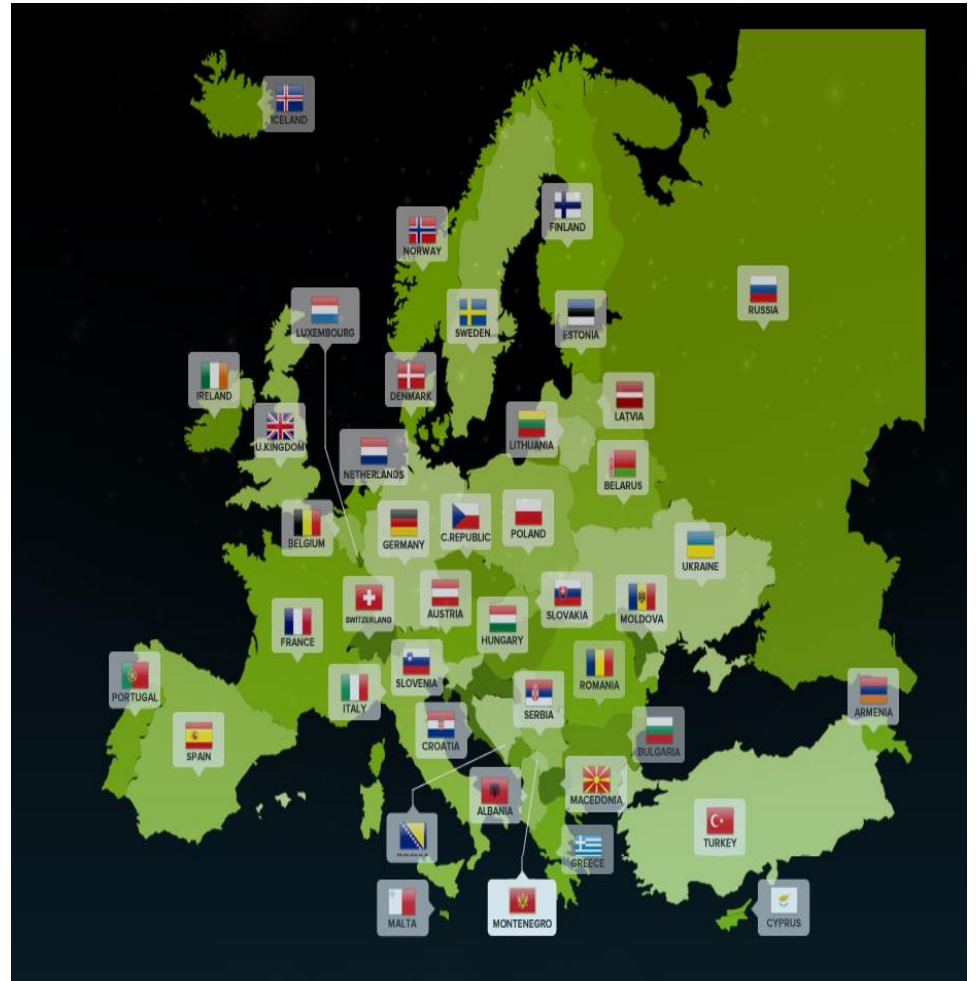 ICELAND
FINLAND
NORWAY
RUSSIA
LUXEMBOURG
SWEDEN
ESTONIA
IRELAND
DENMARK
LATVIA
U.KINGDOM
LITHUANIA
NETHERLANDS
BELARUS
BELGIUM
GERMANY
C.REPUBLIC
POLAND
UKRAINE
SWITZERLAND
AUSTRIA
SLOVAKIA
MOLDOVA
FRANCE
HUNGARY
SLOVENIA
ROMANIA
PORTUGAL
ITALY
SERBIA
ARMENIA
SPAIN
CROATIA
BULGARIA
ALBANIA
MACEDONIA
TURKEY
GREECE
MALTA
MONTENEGRO
CYPRUS